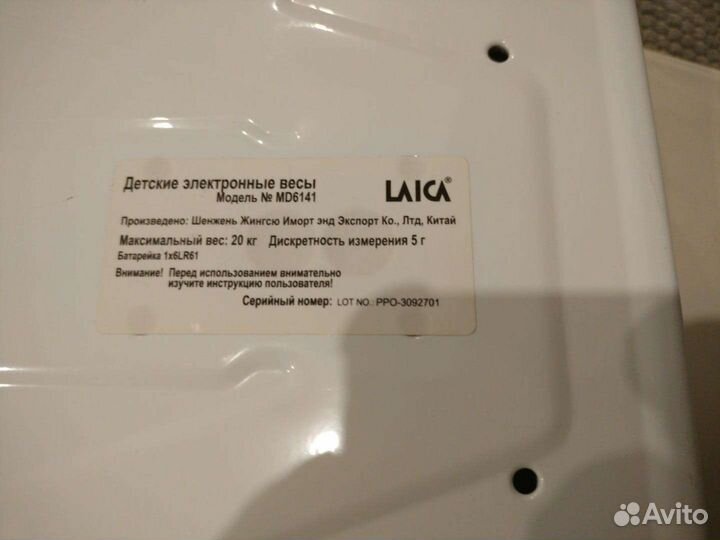 Детские электронные весы
Модель № MD6141
LAICA®
Произведено: Шенжень Жингсю Иморт энд Экспорт Ко., Лтд, Китай
Максимальный вес: 20 кг Дискретность измерения 5 г
Батарейка 1x6LR61
Внимание! Перед использованием внимательно
изучите инструкцию пользователя!
Серийный номер: LOT NO.: PPO-3092701
Avito